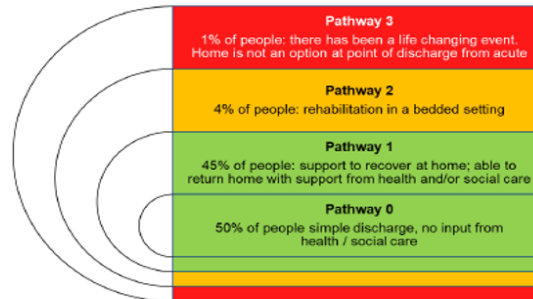 Pathway 3
1% of people: there has been a life changing event.
Home is not an option at point of discharge from acute
Pathway 2
4% of people: rehabilitation in a bedded setting
Pathway 1
45% of people: support to recover at home; able to
return home with support from health and/or social care
Pathway 0
50% of people simple discharge, no input from
health / social care